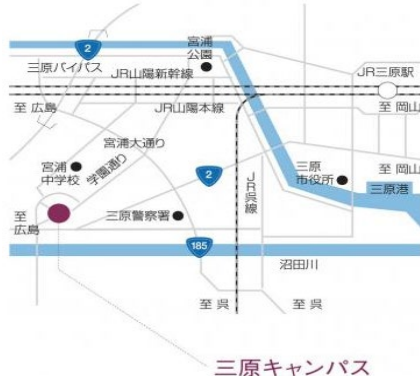 2
宮浦
公園
三原バイパス
JR山陽新幹線
JR三原駅
至 広島
JR山陽本線
至 岡山
宮浦大通り
宮浦
中学校
学園通り
2
JR呉線
三原
市役所
至 岡山
三原港
至
広島
三原警察署
185
沼田川
至 呉
至 呉
三原キャンパス